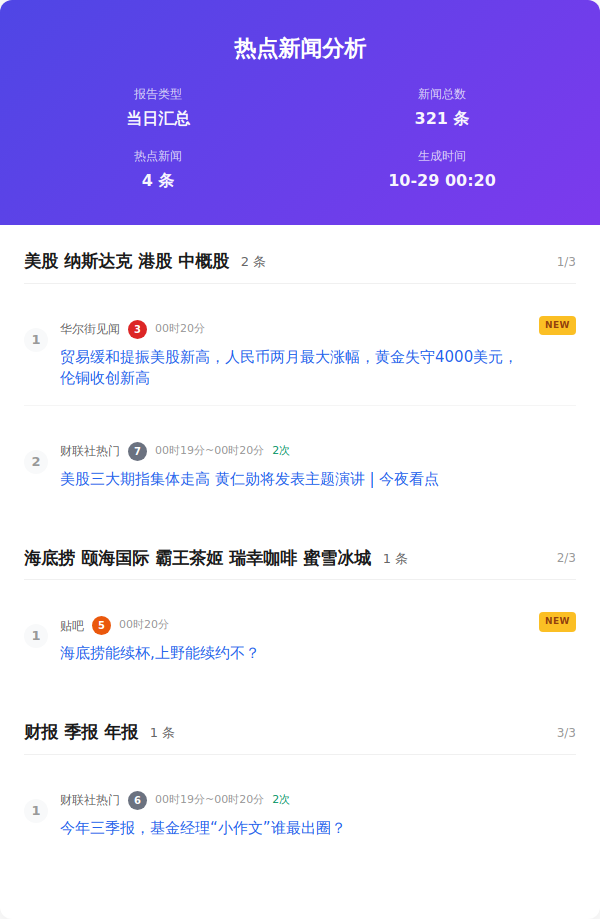 热点新闻分析
报告类型
新闻总数
当日汇总
321 条
热点新闻
生成时间
4 条
10-29 00:20
美股 纳斯达克 港股 中概股 2 条 1/3
1 华尔街见闻 3 00时20分 NEW
贸易缓和提振美股新高，人民币两月最大涨幅，黄金失守4000美元，
伦铜收创新高
2 财联社热门 7 00时19分~00时20分 2次
美股三大期指集体走高 黄仁勋将发表主题演讲 | 今夜看点
海底捞 颐海国际 霸王茶姬 瑞幸咖啡 蜜雪冰城 1 条 2/3
1 贴吧 5 00时20分 NEW
海底捞能续杯,上野能续约不？
财报 季报 年报 1 条 3/3
1 财联社热门 6 00时19分~00时20分 2次
今年三季报，基金经理“小作文”谁最出圈？